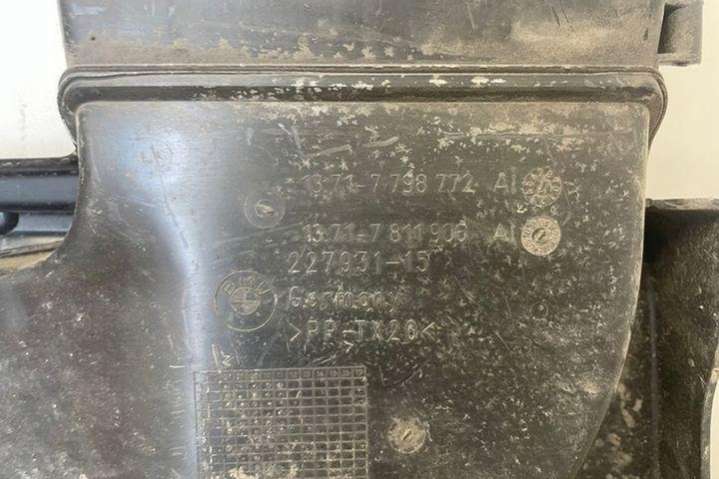 13.71-7 798 772 AI
13.71-7 811 906 AI
227931-15
Germany
>PP-TX20<